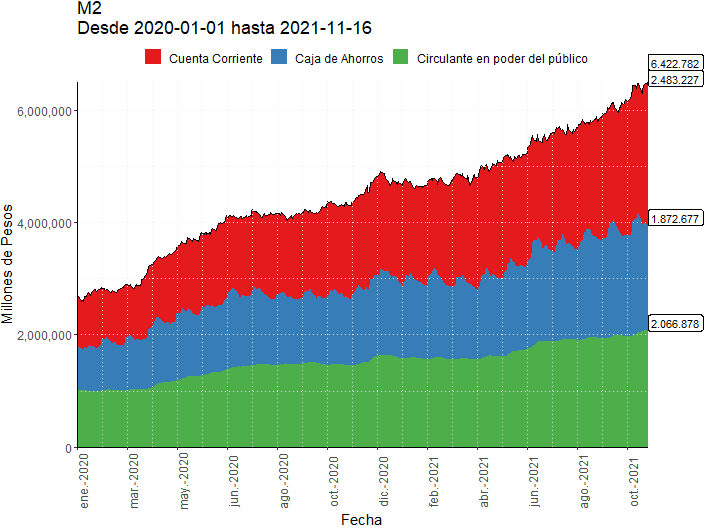 M2
Desde 2020-01-01 hasta 2021-11-16
Cuenta Corriente Caja de Ahorros Circulante en poder del público
6.422.782
2.483.227
1.872.677
2.066.878
6,000,000
4,000,000
2,000,000
0
Millones de Pesos
ene.-2020
mar.-2020
may.-2020
jun.-2020
ago.-2020
oct.-2020
dic.-2020
feb.-2021
abr.-2021
jun.-2021
ago.-2021
oct.-2021
Fecha